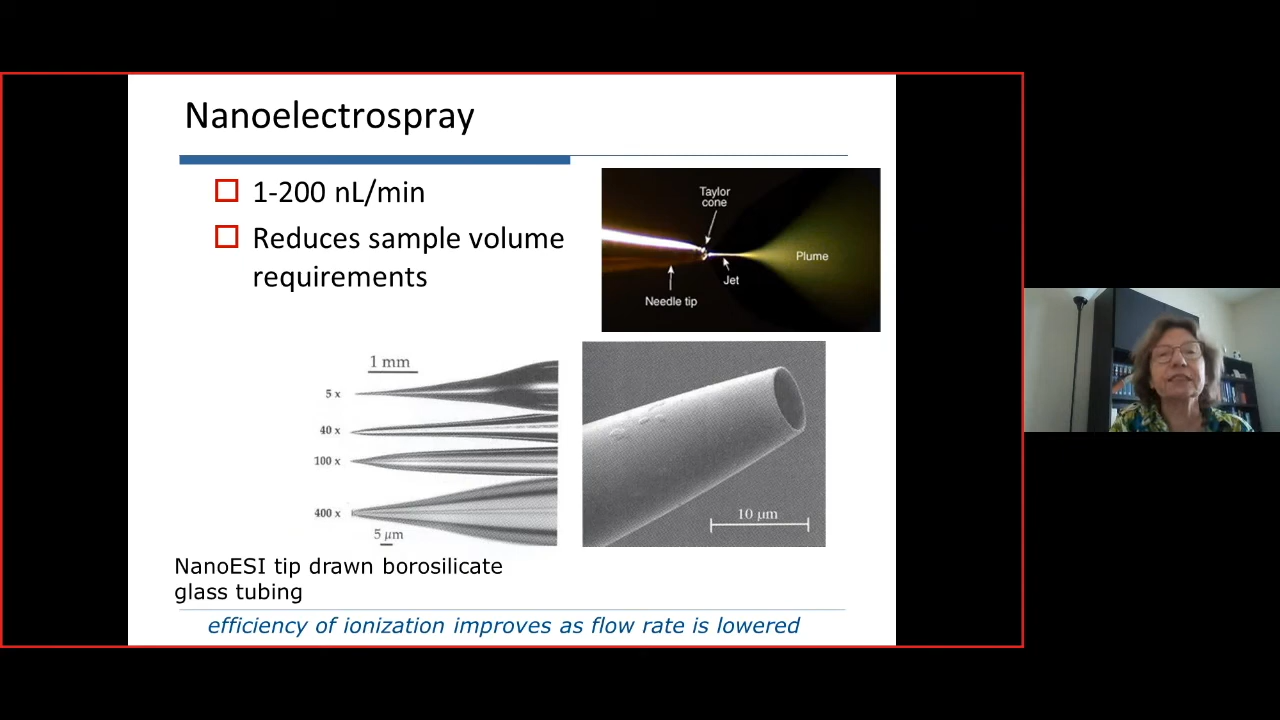 Nanoelectrospray
1-200 nL/min
Reduces sample volume
requirements
Taylor
cone
Plume
Jet
Needle tip
1 mm
5 x
40 x
100 x
400 x
5 μm
10 μm
NanoESI tip drawn borosilicate
glass tubing
efficiency of ionization improves as flow rate is lowered